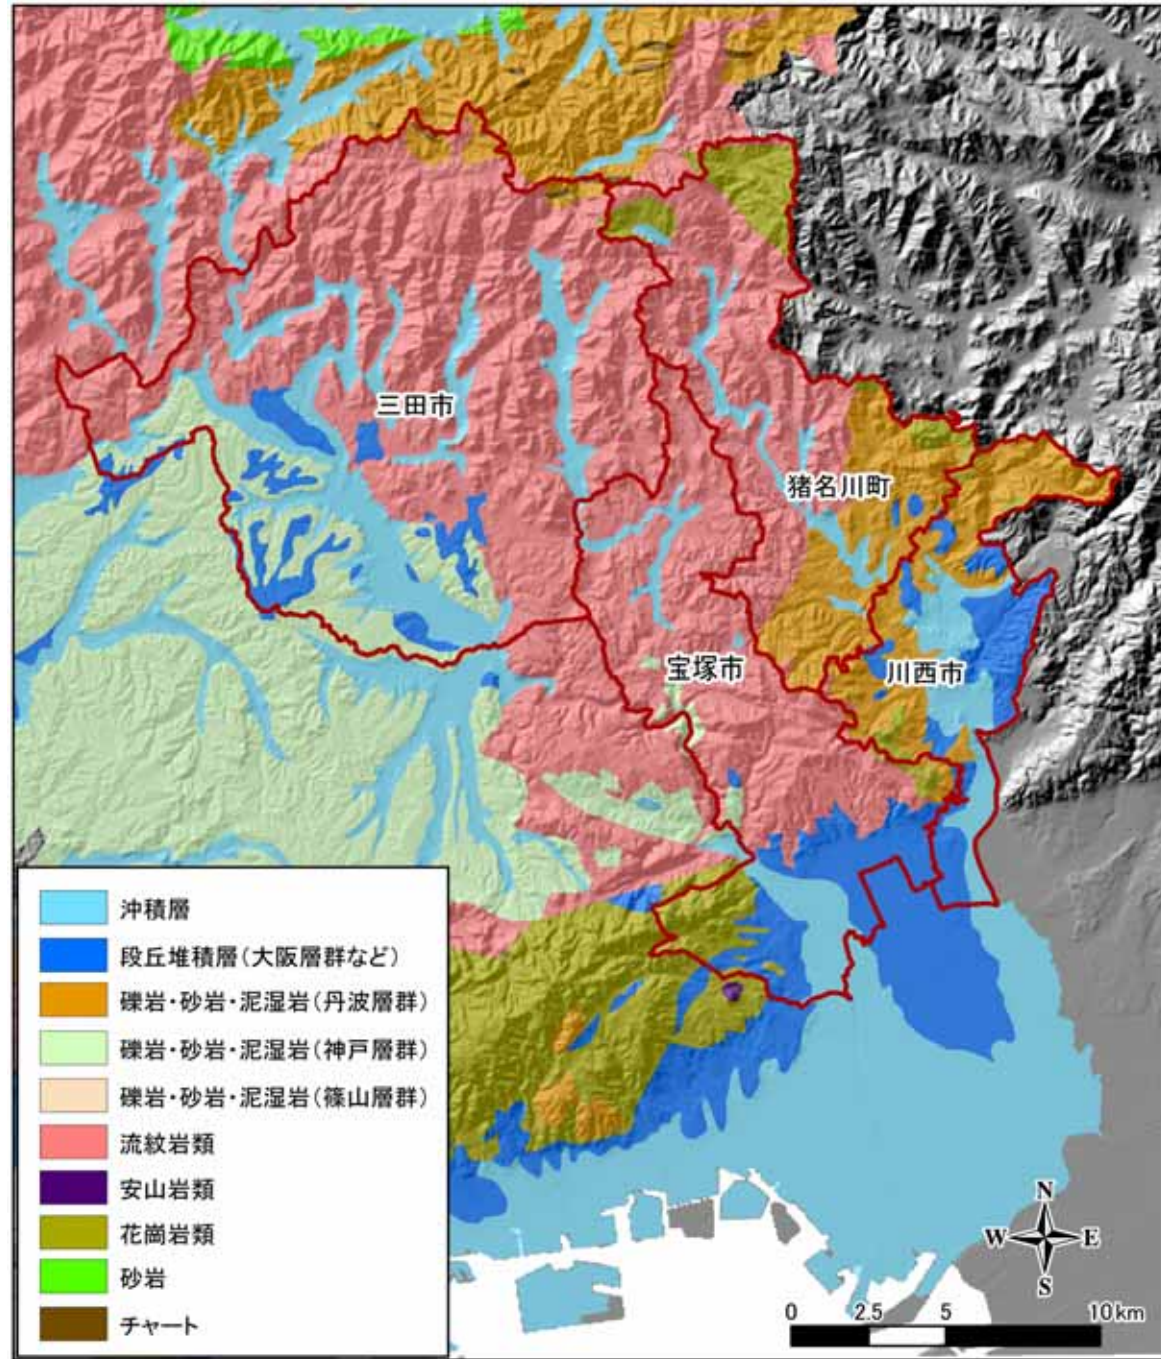 三田市
猪名川町
宝塚市
川西市
沖積層
段丘堆積層(大阪層群など)
礫岩・砂岩・泥湿岩(丹波層群)
礫岩・砂岩・泥湿岩(神戸層群)
礫岩・砂岩・泥湿岩(篠山層群)
流紋岩類
安山岩類
花崗岩類
砂岩
チャート
N
W E
S
0 2.5 5 10 km